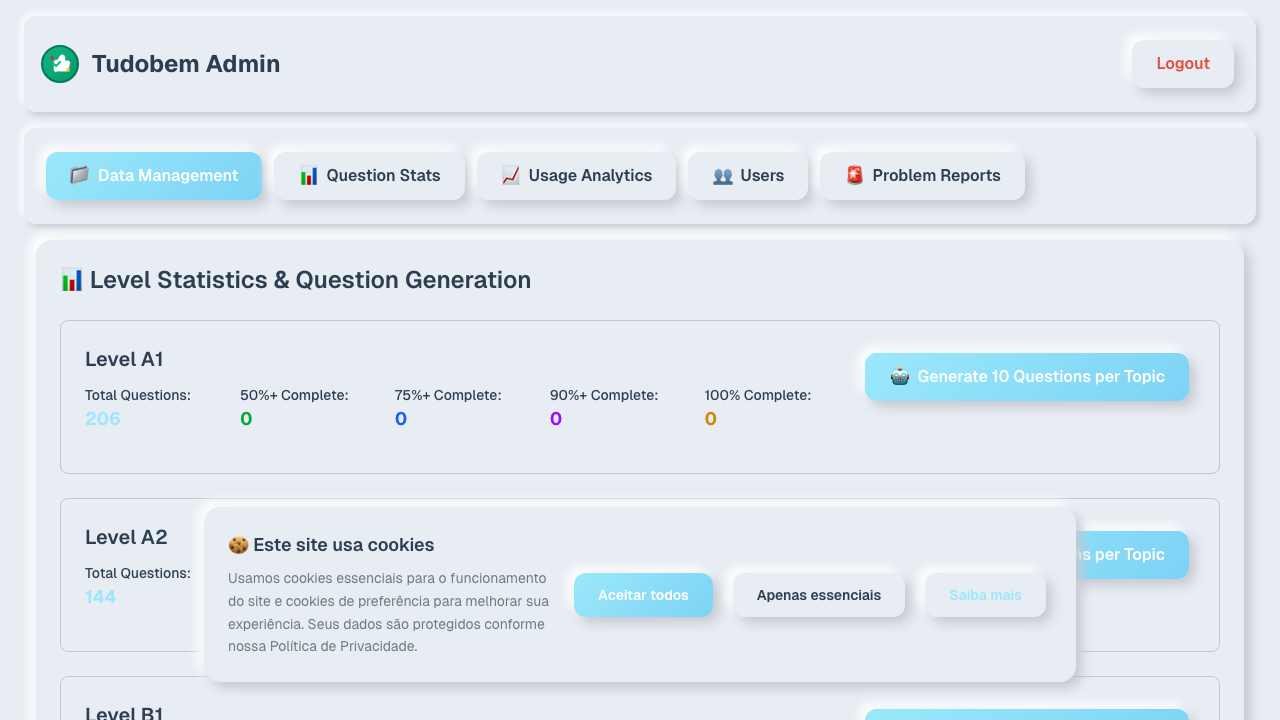 Tudobem Admin
Logout
Data Management
Question Stats
Usage Analytics
Users
Problem Reports
Level Statistics & Question Generation
Level A1
Total Questions:
206
50%+ Complete:
0
75%+ Complete:
0
90%+ Complete:
0
100% Complete:
0
Generate 10 Questions per Topic
Level A2
Total Questions:
144
per Topic
Este site usa cookies
Usamos cookies essenciais para o funcionamento
do site e cookies de preferência para melhorar sua
experiência. Seus dados são protegidos conforme
nossa Política de Privacidade.
Aceitar todos
Apenas essenciais
Saiba mais
Level B1